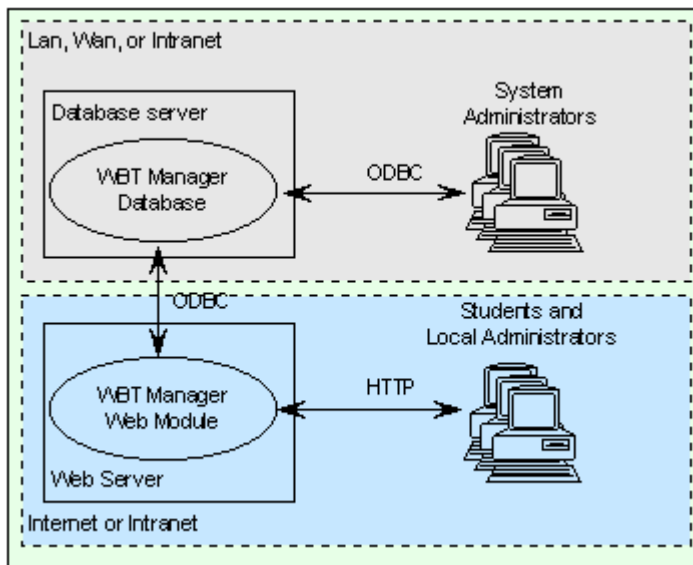 Lan, Wan, or Intranet
Database server
WBT Manager
Database
ODBC
System
Administrators
ODBC
Students and
Local Administrators
WBT Manager
Web Module
HTTP
Web Server
Internet or Intranet